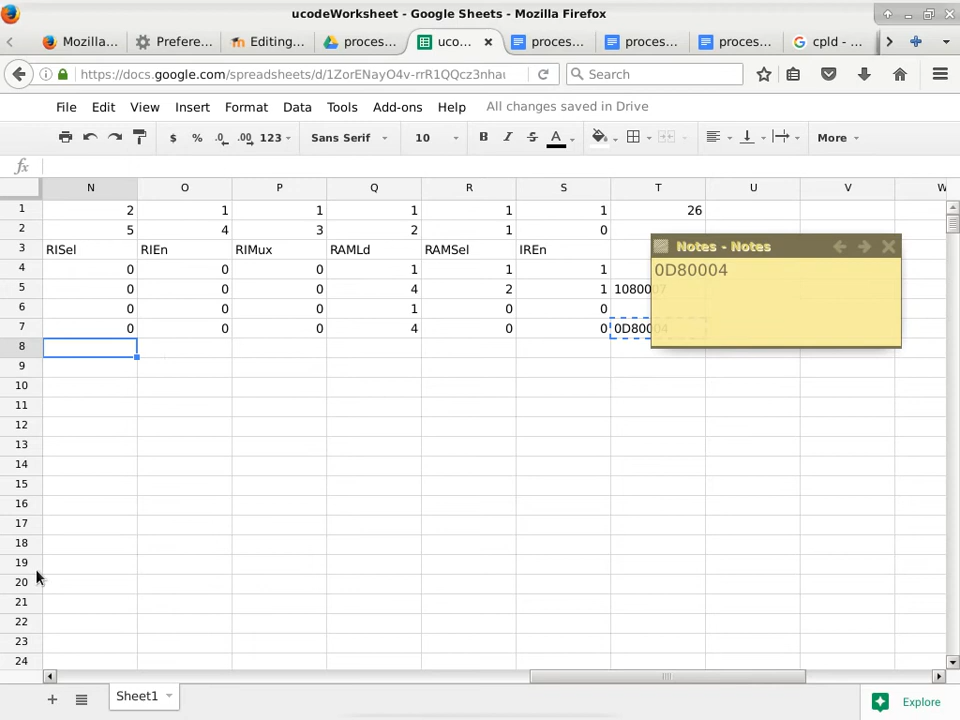 ucodeWorksheet - Google Sheets - Mozilla Firefox
Mozilla... Prefere... Editing... proces... uco... proces... proces... proces... cpld - ...
https://docs.google.com/spreadsheets/d/1ZorENayO4v-rrR1QQcz3nhau Search
File Edit View Insert Format Data Tools Add-ons Help All changes saved in Drive
$ % .0 .00 123 Sans Serif 10 B I S A More
fx
N O P Q R S T U V W
1 2 1 1 1 1 1 26
2 5 4 3 2 1 0
3 RISel RIEn RIMux RAMLd RAMSel IREn
Notes - Notes
4 0 0 0 1 1 1
0D80004
5 0 0 0 4 2 1 1080007
6 0 0 0 1 0 0
7 0 0 0 4 0 0 0D80004
8
9
10
11
12
13
14
15
16
17
18
19
20
21
22
23
24
Sheet1 Explore